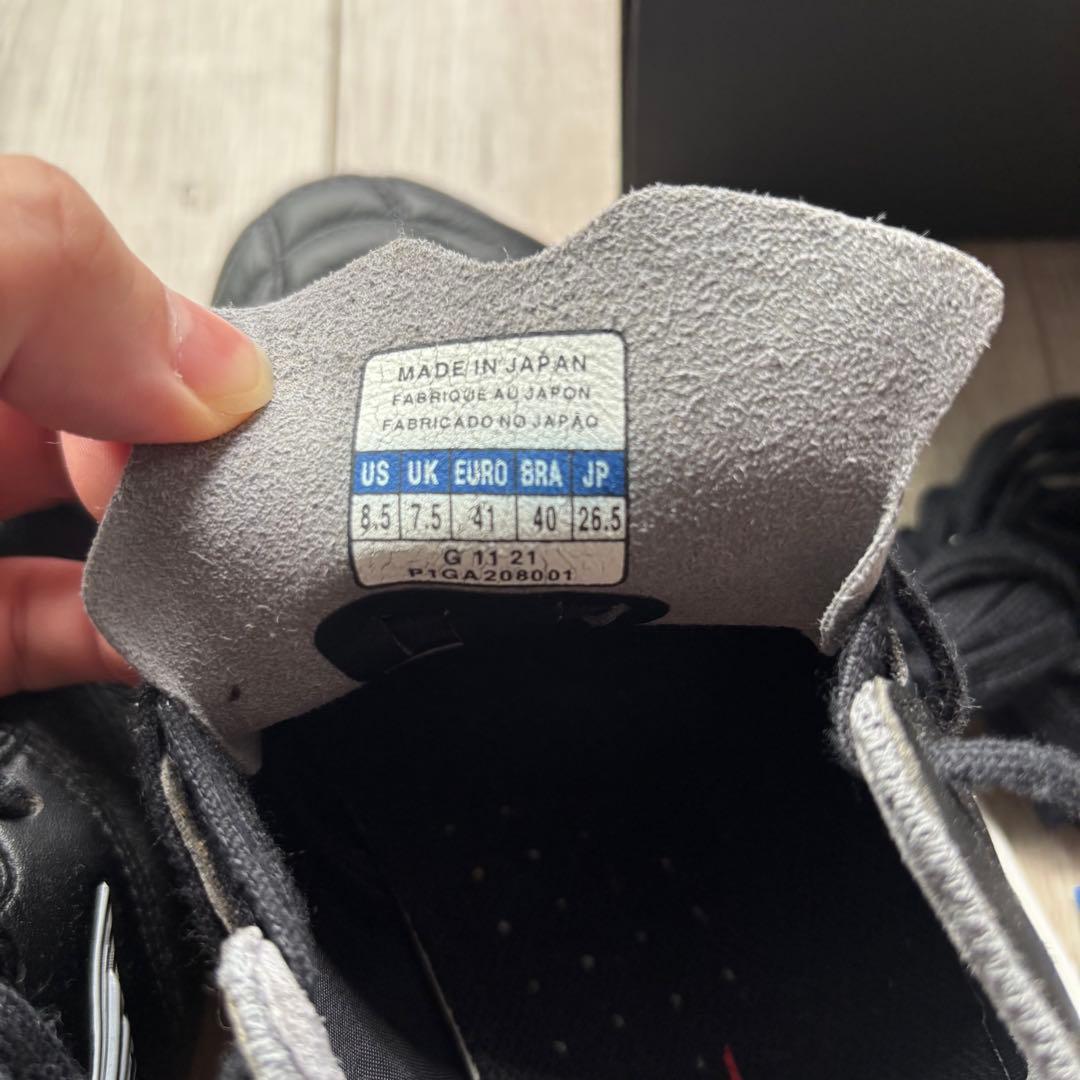 MADE IN JAPAN
FABRIQUE AU JAPON
FABRICADO NO JAPÃO
US UK EURO BRA JP
8.5 7.5 41 40 26.5
G 11 21
P1GA208001